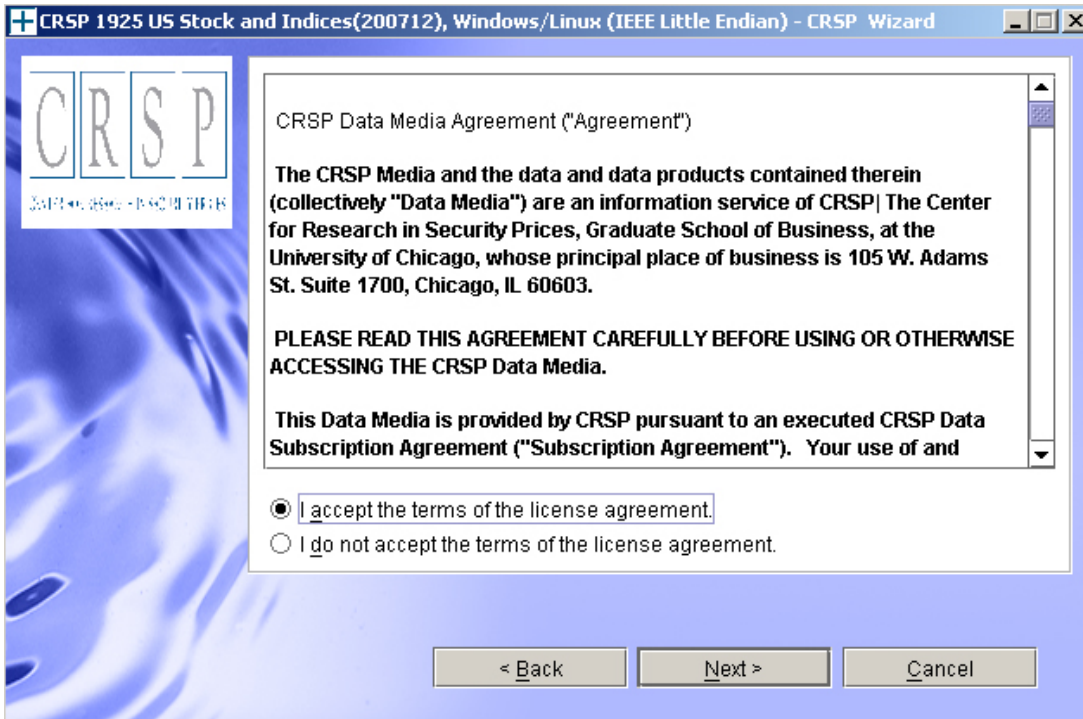 CRSP 1925 US Stock and Indices(200712), Windows/Linux (IEEE Little Endian) - CRSP Wizard
CRSP
CRSP Data Media Agreement ("Agreement")
The CRSP Media and the data and data products contained therein
(collectively "Data Media") are an information service of CRSP| The Center
for Research in Security Prices, Graduate School of Business, at the
University of Chicago, whose principal place of business is 105 W. Adams
St. Suite 1700, Chicago, IL 60603.
PLEASE READ THIS AGREEMENT CAREFULLY BEFORE USING OR OTHERWISE
ACCESSING THE CRSP Data Media.
This Data Media is provided by CRSP pursuant to an executed CRSP Data
Subscription Agreement ("Subscription Agreement"). Your use of and
I accept the terms of the license agreement.
I do not accept the terms of the license agreement.
< Back
Next >
Cancel